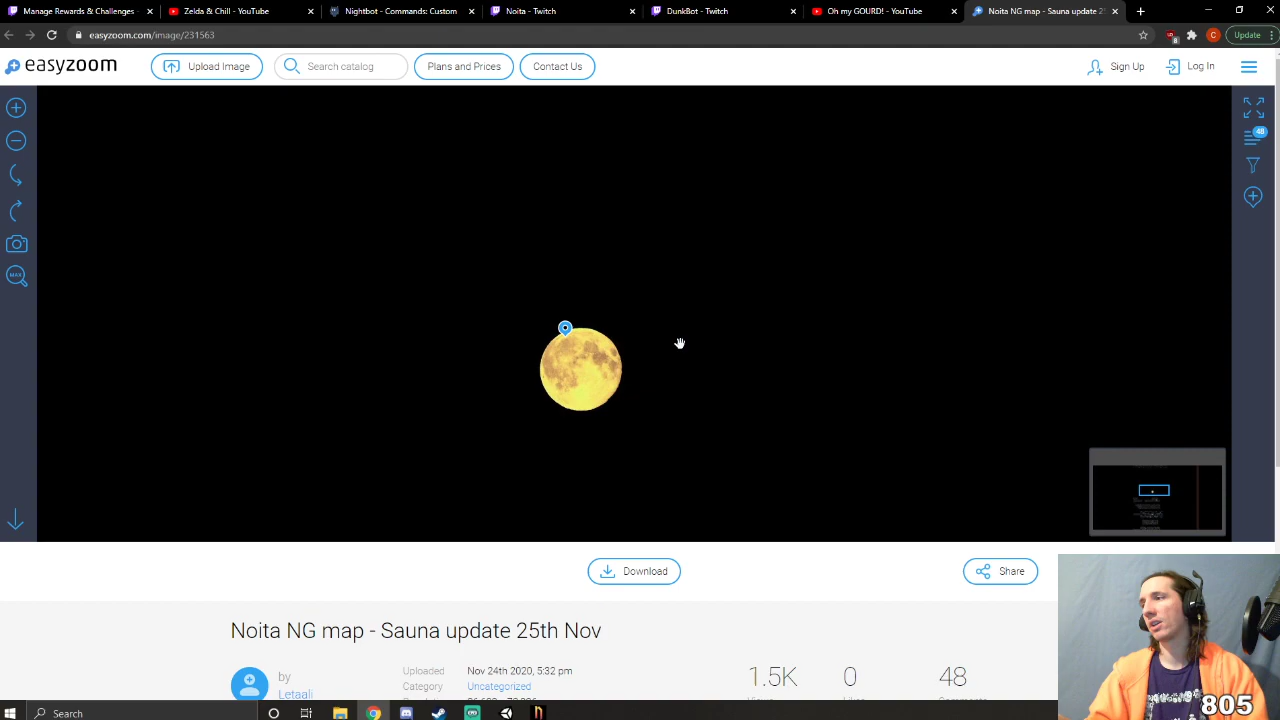 Manage Rewards & Challenges
Zelda & Chill - YouTube
Nightbot - Commands: Custom
Noita - Twitch
DunkBot - Twitch
Oh my GOURD! - YouTube
Noita NG map - Sauna update 25
easyzoom.com/image/231563
C
Update
easyzoom
Upload Image
Search catalog
Plans and Prices
Contact Us
Sign Up
Log In
48
MAX
Download
Share
Noita NG map - Sauna update 25th Nov
by
Letaali
Uploaded
Nov 24th 2020, 5:32 pm
Category
Uncategorized
1.5K
0
48
Search
805